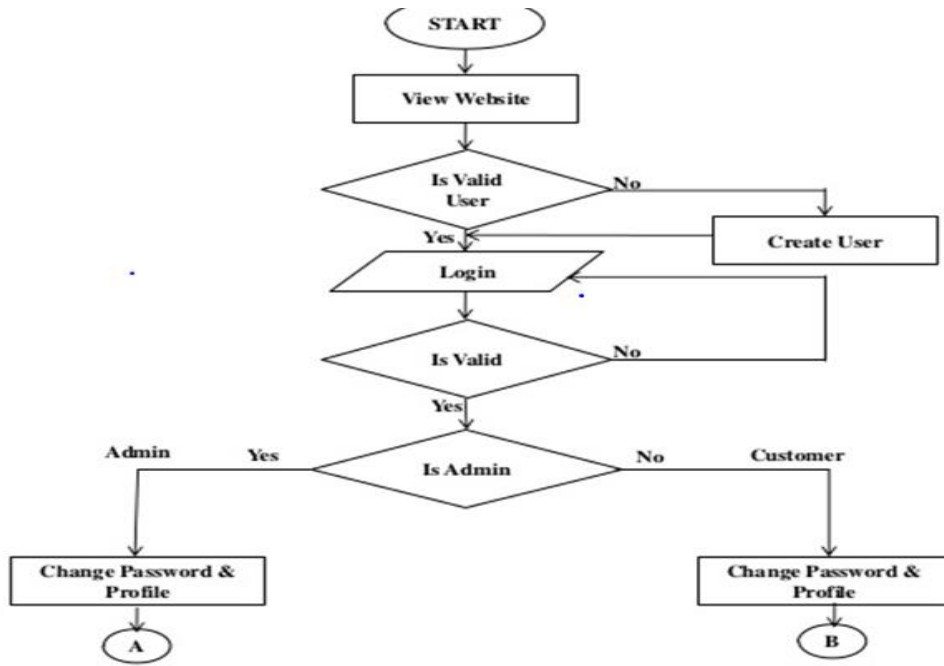 START
View Website
Is Valid
User
No
Yes
Create User
Login
Is Valid
No
Yes
Admin
Yes
Is Admin
No
Customer
Change Password &
Profile
Change Password &
Profile
A
B